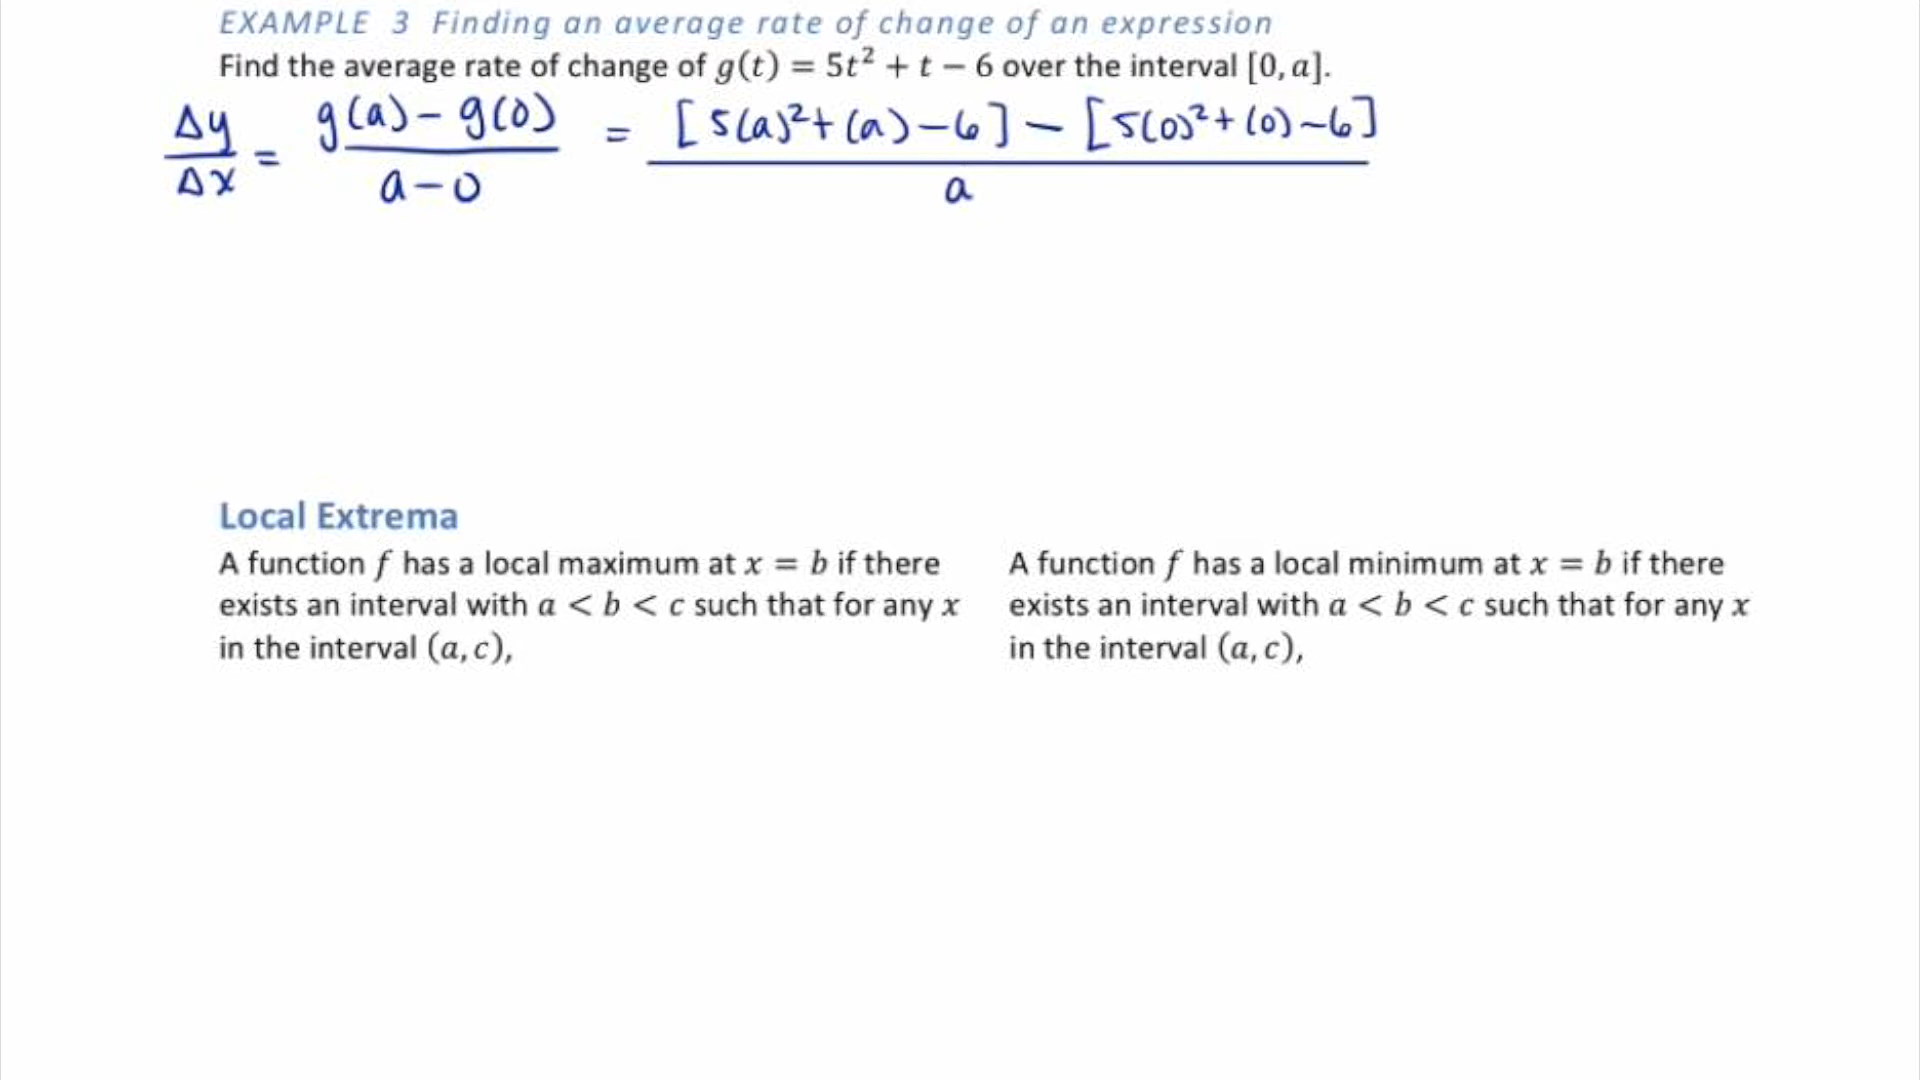 EXAMPLE 3 Finding an average rate of change of an expression
Find the average rate of change of g(t) = 5t² + t − 6 over the interval [0, a].
Δy/Δx = (g(a) − g(0))/(a − 0) = ([5(a)² + (a) − 6] − [5(0)² + (0) − 6])/a
Local Extrema
A function f has a local maximum at x = b if there
exists an interval with a < b < c such that for any x
in the interval (a, c),
A function f has a local minimum at x = b if there
exists an interval with a < b < c such that for any x
in the interval (a, c),